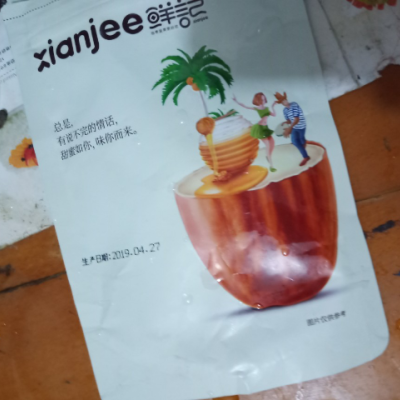 xianjee 鲜記
总是,
有说不完的情话,
甜蜜如你,味你而来。
生产日期:2019.04.27
图片仅供参考